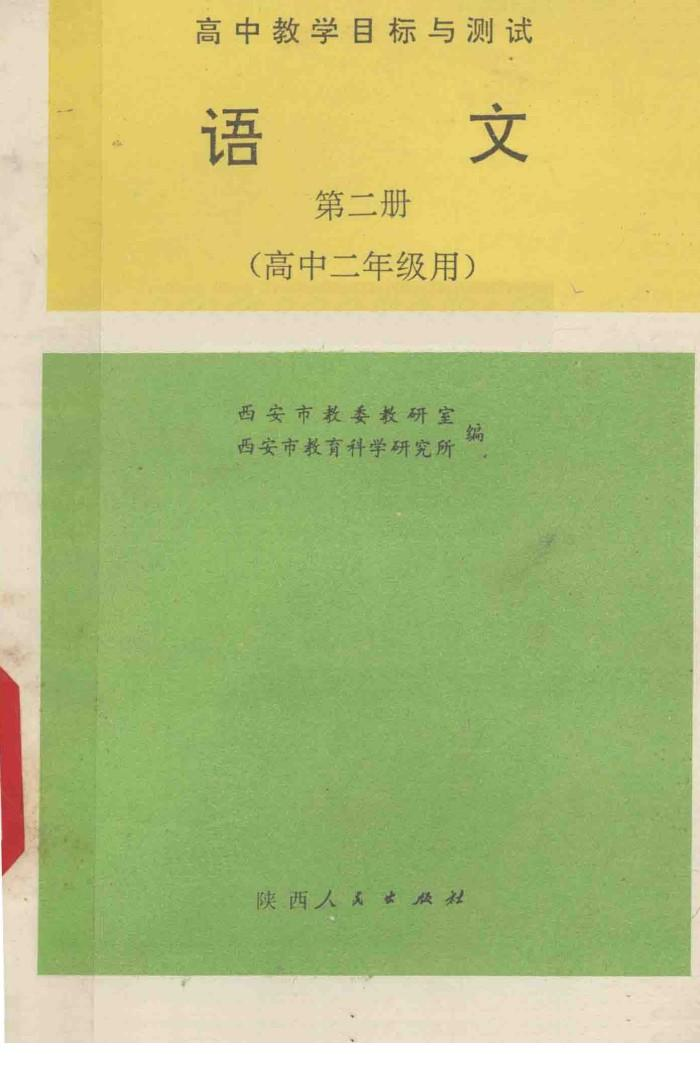 高中教学目标与测试
语 文
第二册
（高中二年级用）
西安市教委教研室
西安市教育科学研究所 编
陕西人民出版社